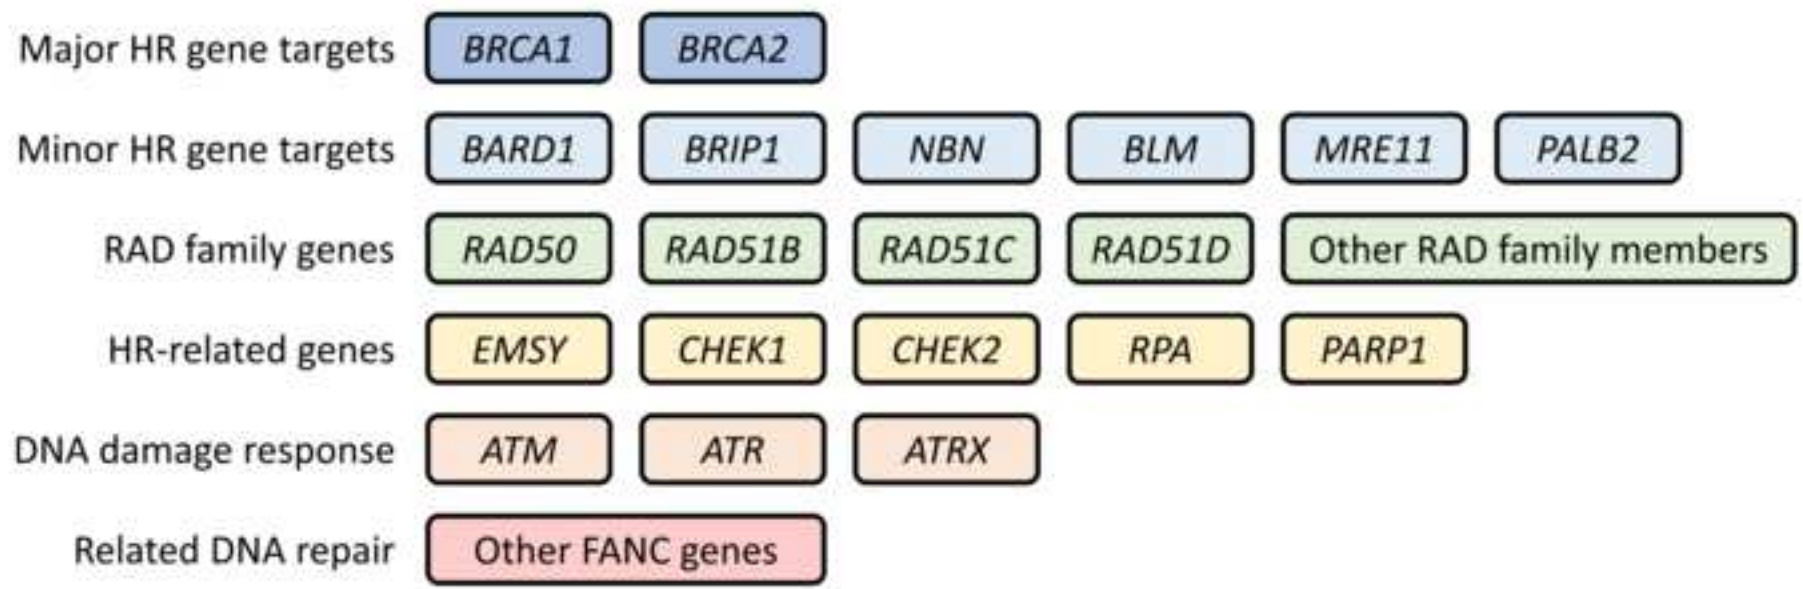 Major HR gene targets BRCA1 BRCA2
Minor HR gene targets BARD1 BRIP1 NBN BLM MRE11 PALB2
RAD family genes RAD50 RAD51B RAD51C RAD51D Other RAD family members
HR-related genes EMSY CHEK1 CHEK2 RPA PARP1
DNA damage response ATM ATR ATRX
Related DNA repair Other FANC genes